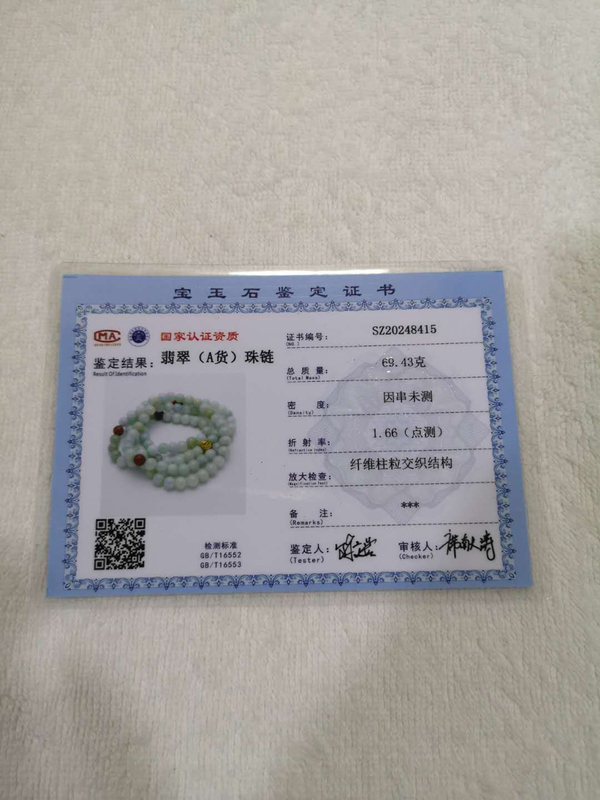 宝玉石鉴定证书
CMA
国家认证资质
鉴定结果: 翡翠（A货）珠链
Result Of Identification
检测标准
GB/T16552
GB/T16553
证书编号: SZ20248415
(NO.)
总质量: 69.43克
(Total Mass)
密 度: 因串未测
(Density)
折射率: 1.66（点测）
(Refractive index)
放大检查: 纤维柱粒交织结构
(Magnification Test)
备 注: ***
(Remarks)
鉴定人:
(Tester)
审核人:
(Checker)